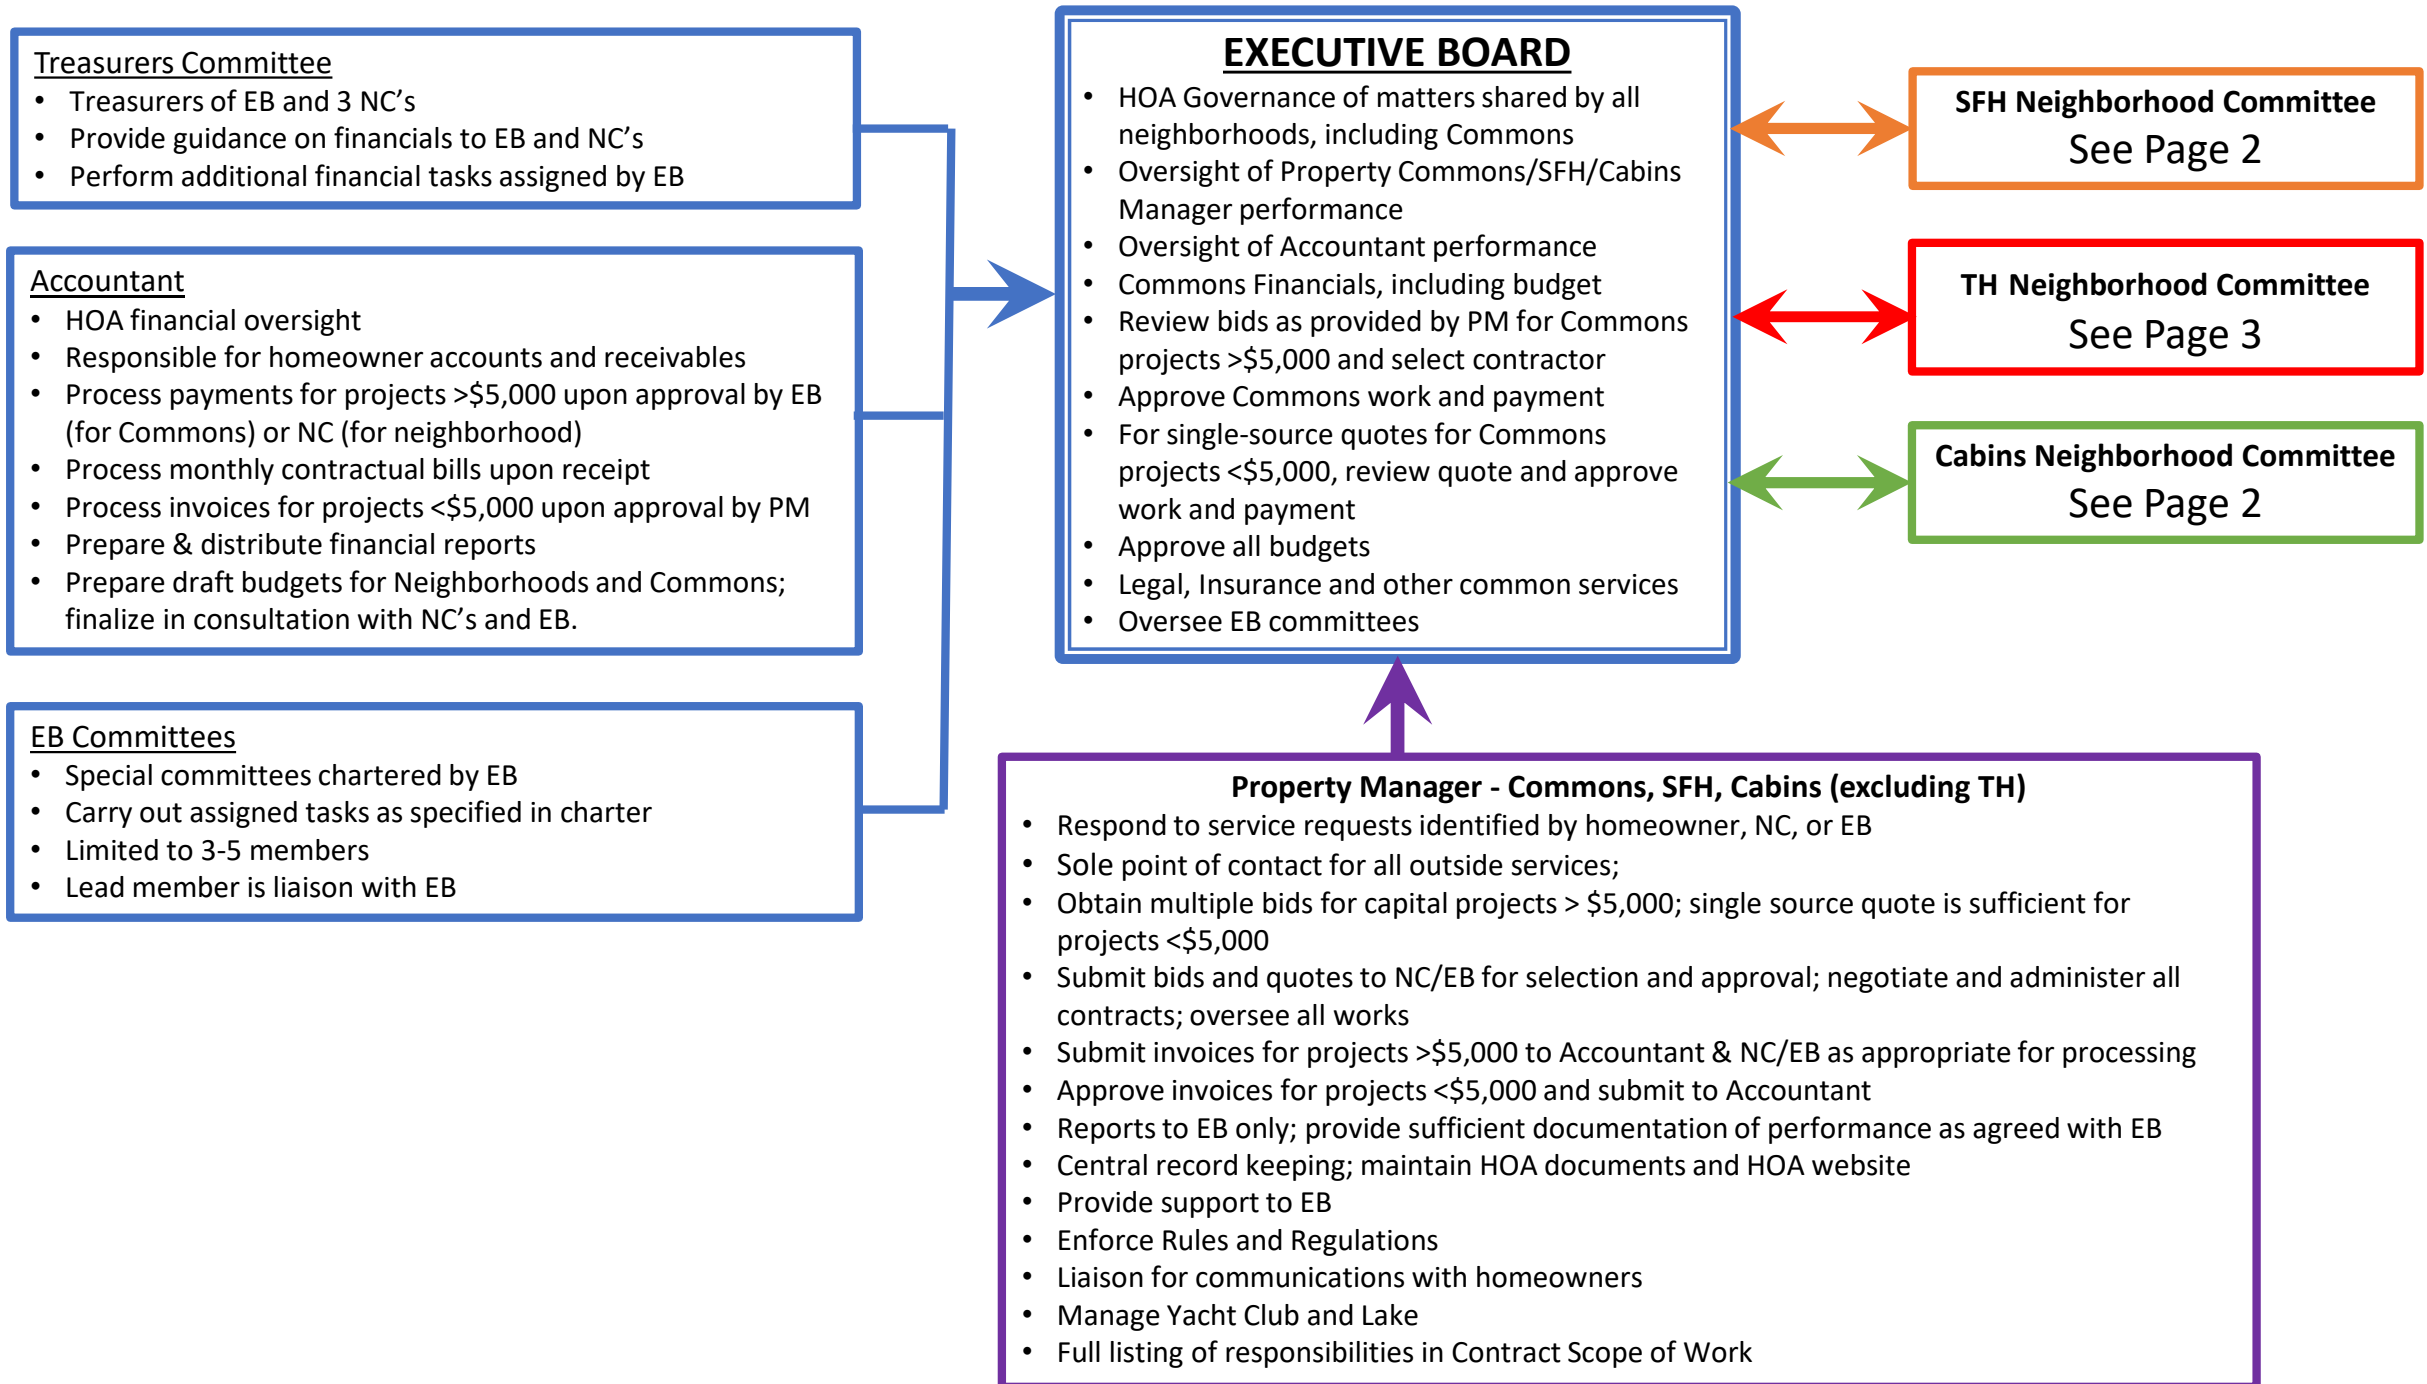 Treasurers Committee
• Treasurers of EB and 3 NC’s
• Provide guidance on financials to EB and NC’s
• Perform additional financial tasks assigned by EB
Accountant
• HOA financial oversight
• Responsible for homeowner accounts and receivables
• Process payments for projects >$5,000 upon approval by EB
(for Commons) or NC (for neighborhood)
• Process monthly contractual bills upon receipt
• Process invoices for projects <$5,000 upon approval by PM
• Prepare & distribute financial reports
• Prepare draft budgets for Neighborhoods and Commons;
finalize in consultation with NC’s and EB.
EB Committees
• Special committees chartered by EB
• Carry out assigned tasks as specified in charter
• Limited to 3-5 members
• Lead member is liaison with EB
EXECUTIVE BOARD
• HOA Governance of matters shared by all
neighborhoods, including Commons
• Oversight of Property Commons/SFH/Cabins
Manager performance
• Oversight of Accountant performance
• Commons Financials, including budget
• Review bids as provided by PM for Commons
projects >$5,000 and select contractor
• Approve Commons work and payment
• For single-source quotes for Commons
projects <$5,000, review quote and approve
work and payment
• Approve all budgets
• Legal, Insurance and other common services
• Oversee EB committees
SFH Neighborhood Committee
See Page 2
TH Neighborhood Committee
See Page 3
Cabins Neighborhood Committee
See Page 2
Property Manager - Commons, SFH, Cabins (excluding TH)
• Respond to service requests identified by homeowner, NC, or EB
• Sole point of contact for all outside services;
• Obtain multiple bids for capital projects > $5,000; single source quote is sufficient for
projects <$5,000
• Submit bids and quotes to NC/EB for selection and approval; negotiate and administer all
contracts; oversee all works
• Submit invoices for projects >$5,000 to Accountant & NC/EB as appropriate for processing
• Approve invoices for projects <$5,000 and submit to Accountant
• Reports to EB only; provide sufficient documentation of performance as agreed with EB
• Central record keeping; maintain HOA documents and HOA website
• Provide support to EB
• Enforce Rules and Regulations
• Liaison for communications with homeowners
• Manage Yacht Club and Lake
• Full listing of responsibilities in Contract Scope of Work